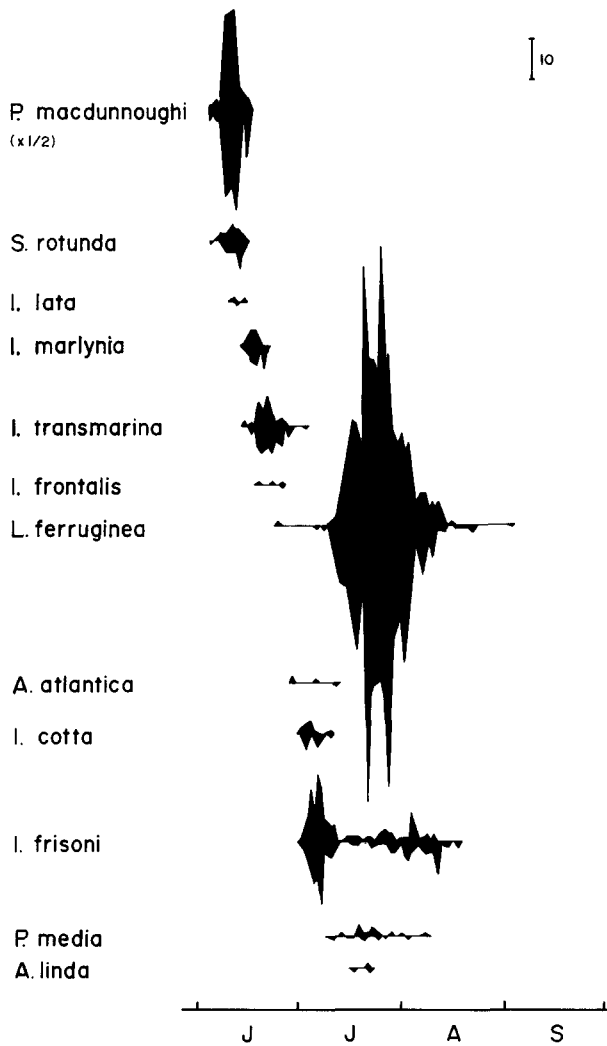 10
P. macdunnoughi
(x1/2)
S. rotunda
I. lata
I. marlynia
I. transmarina
I. frontalis
L. ferruginea
A. atlantica
I. cotta
I. frisoni
P. media
A. linda
J J A S